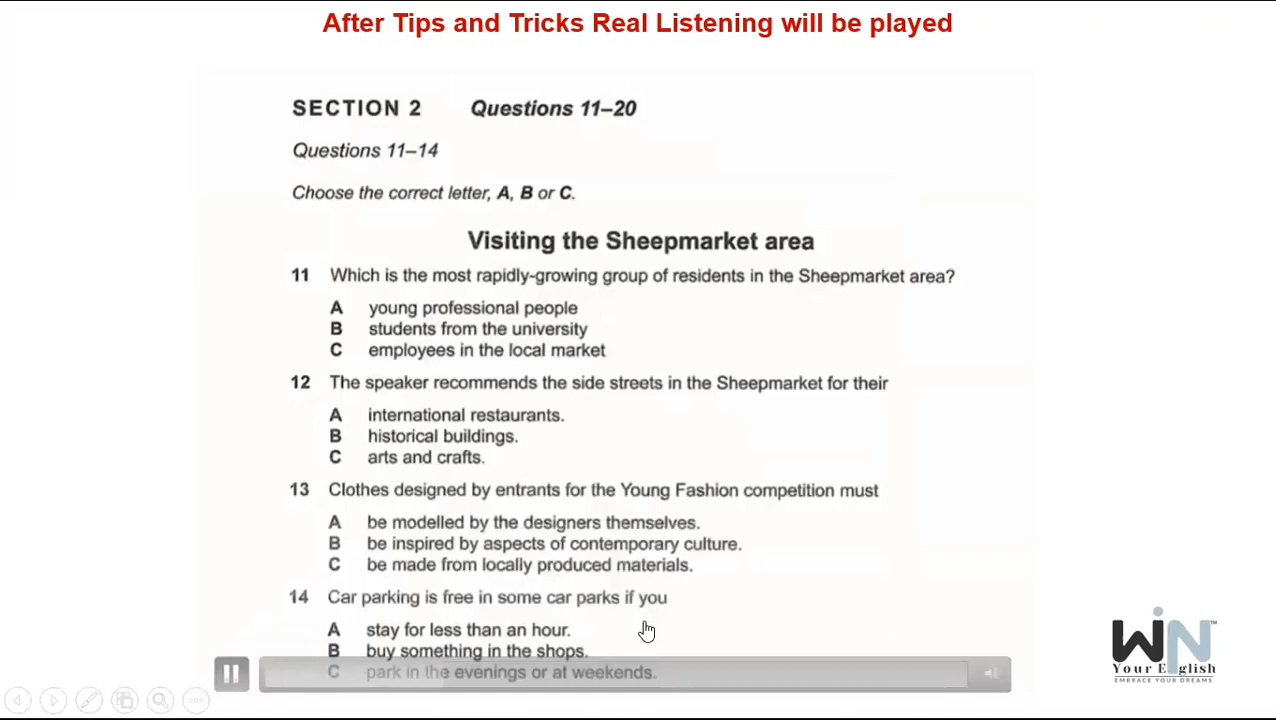 After Tips and Tricks Real Listening will be played
SECTION 2 Questions 11–20
Questions 11–14
Choose the correct letter, A, B or C.
Visiting the Sheepmarket area
11 Which is the most rapidly-growing group of residents in the Sheepmarket area?
A young professional people
B students from the university
C employees in the local market
12 The speaker recommends the side streets in the Sheepmarket for their
A international restaurants.
B historical buildings.
C arts and crafts.
13 Clothes designed by entrants for the Young Fashion competition must
A be modelled by the designers themselves.
B be inspired by aspects of contemporary culture.
C be made from locally produced materials.
14 Car parking is free in some car parks if you
A stay for less than an hour.
B buy something in the shops.
C park in the evenings or at weekends.
WiN™
Your English
EMBRACE YOUR DREAMS